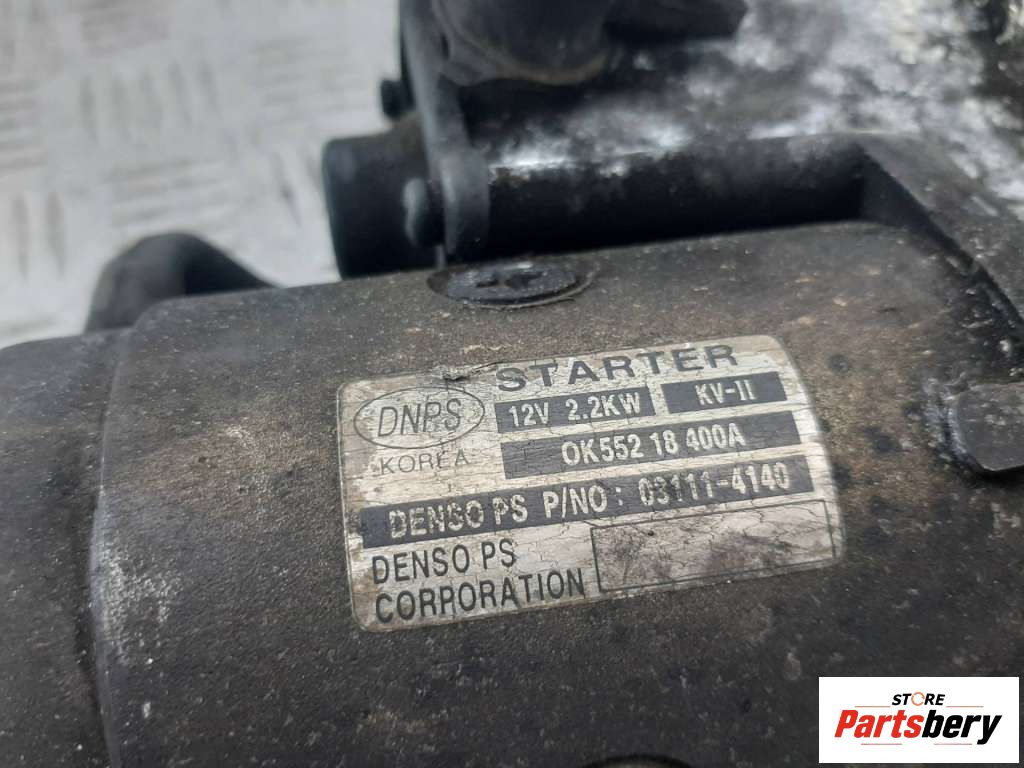 STARTER
DNPS 12V 2.2KW KV-II
KOREA OK552 18 400A
DENSO PS P/NO : 03111-4140
DENSO PS
CORPORATION
STORE
Partsbery